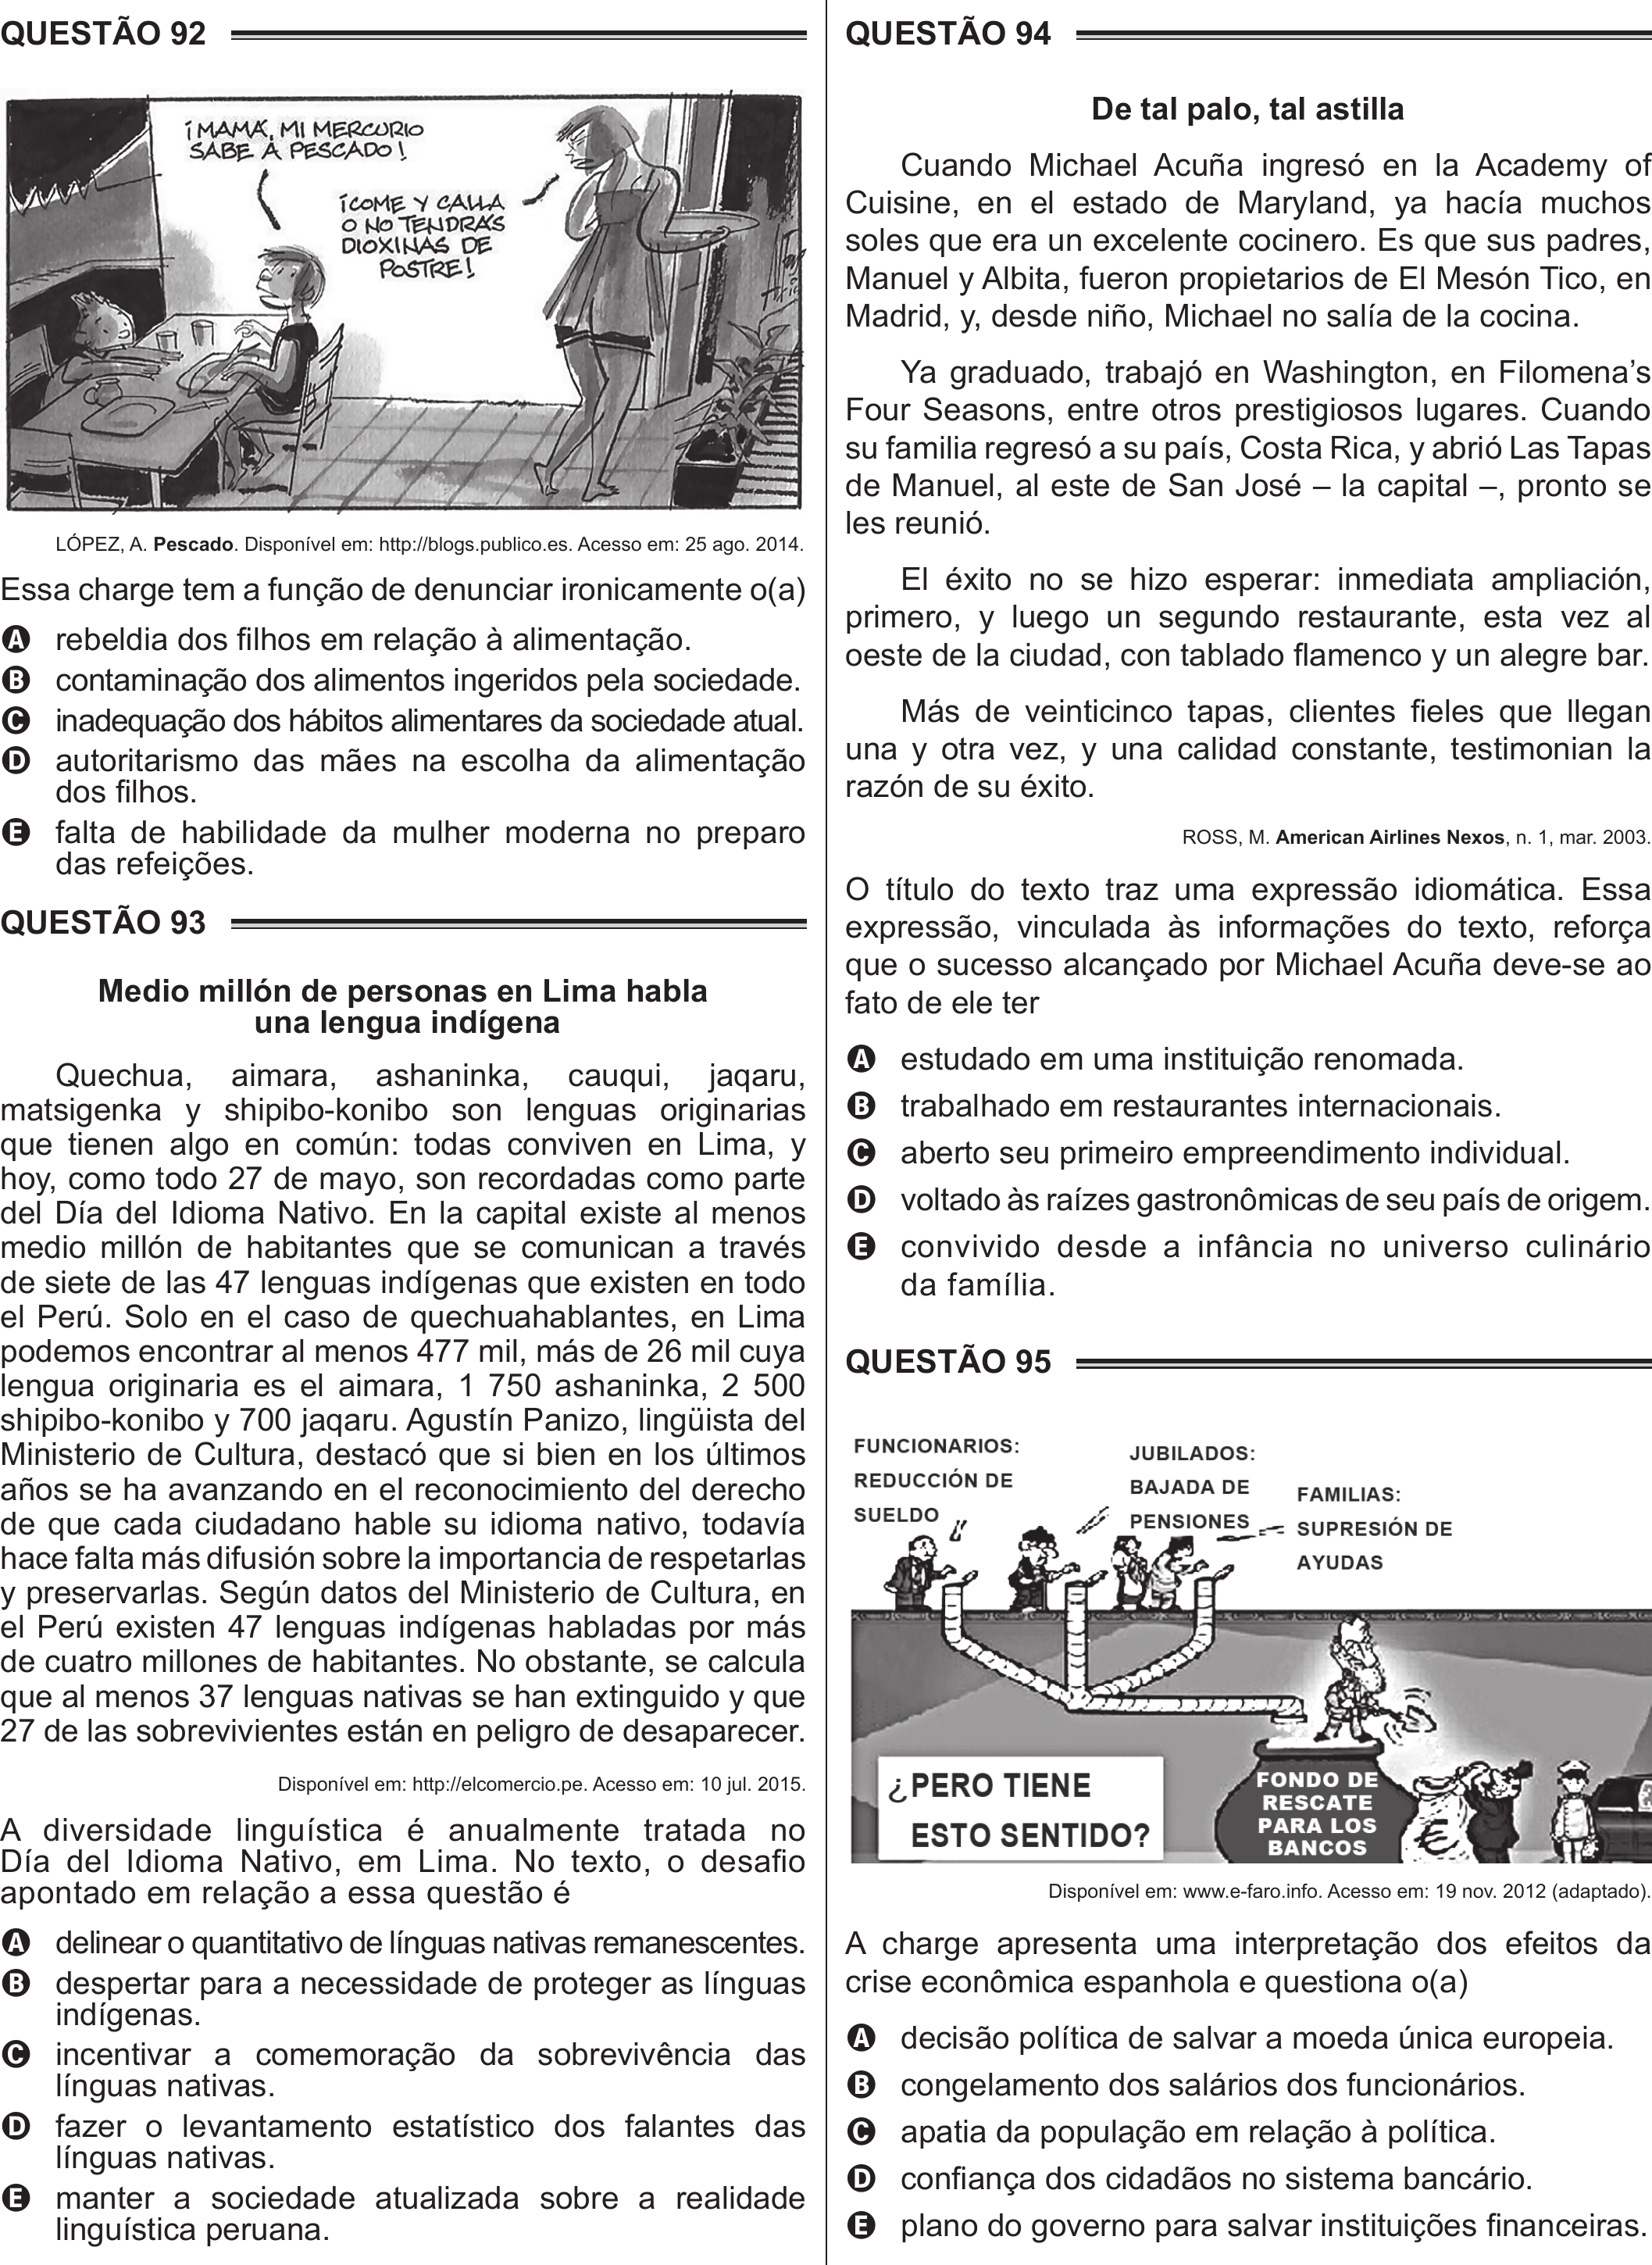 QUESTÃO 92
¡MAMÁ, MI MERCURIO
SABE A PESCADO!
¡COME Y CALLA
O NO TENDRÁS
DIOXINAS DE
POSTRE!
LÓPEZ, A. Pescado. Disponível em: http://blogs.publico.es. Acesso em: 25 ago. 2014.
Essa charge tem a função de denunciar ironicamente o(a)
A rebeldia dos filhos em relação à alimentação.
B contaminação dos alimentos ingeridos pela sociedade.
C inadequação dos hábitos alimentares da sociedade atual.
D autoritarismo das mães na escolha da alimentação
dos filhos.
E falta de habilidade da mulher moderna no preparo
das refeições.
QUESTÃO 93
Medio millón de personas en Lima habla
una lengua indígena
Quechua, aimara, ashaninka, cauqui, jaqaru,
matsigenka y shipibo-konibo son lenguas originarias
que tienen algo en común: todas conviven en Lima, y
hoy, como todo 27 de mayo, son recordadas como parte
del Día del Idioma Nativo. En la capital existe al menos
medio millón de habitantes que se comunican a través
de siete de las 47 lenguas indígenas que existen en todo
el Perú. Solo en el caso de quechuahablantes, en Lima
podemos encontrar al menos 477 mil, más de 26 mil cuya
lengua originaria es el aimara, 1 750 ashaninka, 2 500
shipibo-konibo y 700 jaqaru. Agustín Panizo, lingüista del
Ministerio de Cultura, destacó que si bien en los últimos
años se ha avanzando en el reconocimiento del derecho
de que cada ciudadano hable su idioma nativo, todavía
hace falta más difusión sobre la importancia de respetarlas
y preservarlas. Según datos del Ministerio de Cultura, en
el Perú existen 47 lenguas indígenas habladas por más
de cuatro millones de habitantes. No obstante, se calcula
que al menos 37 lenguas nativas se han extinguido y que
27 de las sobrevivientes están en peligro de desaparecer.
Disponível em: http://elcomercio.pe. Acesso em: 10 jul. 2015.
A diversidade linguística é anualmente tratada no
Día del Idioma Nativo, em Lima. No texto, o desafio
apontado em relação a essa questão é
A delinear o quantitativo de línguas nativas remanescentes.
B despertar para a necessidade de proteger as línguas
indígenas.
C incentivar a comemoração da sobrevivência das
línguas nativas.
D fazer o levantamento estatístico dos falantes das
línguas nativas.
E manter a sociedade atualizada sobre a realidade
linguística peruana.
QUESTÃO 94
De tal palo, tal astilla
Cuando Michael Acuña ingresó en la Academy of
Cuisine, en el estado de Maryland, ya hacía muchos
soles que era un excelente cocinero. Es que sus padres,
Manuel y Albita, fueron propietarios de El Mesón Tico, en
Madrid, y, desde niño, Michael no salía de la cocina.
Ya graduado, trabajó en Washington, en Filomena's
Four Seasons, entre otros prestigiosos lugares. Cuando
su familia regresó a su país, Costa Rica, y abrió Las Tapas
de Manuel, al este de San José – la capital –, pronto se
les reunió.
El éxito no se hizo esperar: inmediata ampliación,
primero, y luego un segundo restaurante, esta vez al
oeste de la ciudad, con tablado flamenco y un alegre bar.
Más de veinticinco tapas, clientes fieles que llegan
una y otra vez, y una calidad constante, testimonian la
razón de su éxito.
ROSS, M. American Airlines Nexos, n. 1, mar. 2003.
O título do texto traz uma expressão idiomática. Essa
expressão, vinculada às informações do texto, reforça
que o sucesso alcançado por Michael Acuña deve-se ao
fato de ele ter
A estudado em uma instituição renomada.
B trabalhado em restaurantes internacionais.
C aberto seu primeiro empreendimento individual.
D voltado às raízes gastronômicas de seu país de origem.
E convivido desde a infância no universo culinário
da família.
QUESTÃO 95
FUNCIONARIOS:
REDUCCIÓN DE
SUELDO
JUBILADOS:
BAJADA DE
PENSIONES
FAMILIAS:
SUPRESIÓN DE
AYUDAS
¿PERO TIENE
ESTO SENTIDO?
FONDO DE
RESCATE
PARA LOS
BANCOS
€
Disponível em: www.e-faro.info. Acesso em: 19 nov. 2012 (adaptado).
A charge apresenta uma interpretação dos efeitos da
crise econômica espanhola e questiona o(a)
A decisão política de salvar a moeda única europeia.
B congelamento dos salários dos funcionários.
C apatia da população em relação à política.
D confiança dos cidadãos no sistema bancário.
E plano do governo para salvar instituições financeiras.